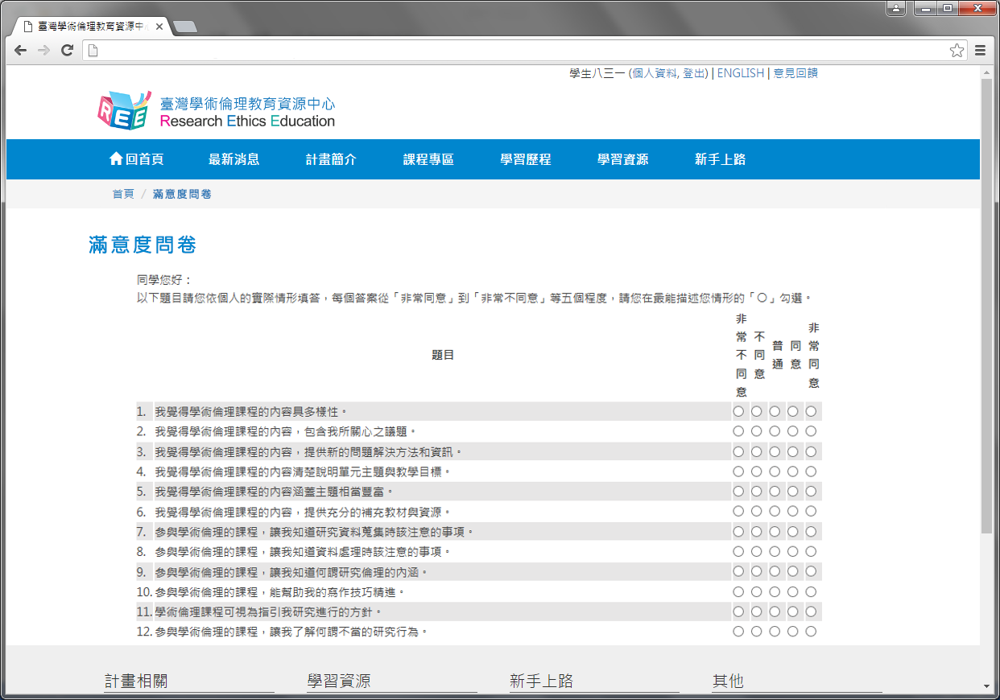 臺灣學術倫理教育資源中
學生八三一 (個人資料, 登出) | ENGLISH | 意見回饋
REE
臺灣學術倫理教育資源中心
Research Ethics Education
回首頁 最新消息 計畫簡介 課程專區 學習歷程 學習資源 新手上路
首頁 / 滿意度問卷
滿意度問卷
同學您好：
以下題目請您依個人的實際情形填答，每個答案從「非常同意」到「非常不同意」等五個程度，請您在最能描述您情形的「○」勾選。
題目 非常不同意 不同意 普通 同意 非常同意
1. 我覺得學術倫理課程的內容具多樣性。
2. 我覺得學術倫理課程的內容，包含我所關心之議題。
3. 我覺得學術倫理課程的內容，提供新的問題解決方法和資訊。
4. 我覺得學術倫理課程的內容清楚說明單元主題與教學目標。
5. 我覺得學術倫理課程的內容涵蓋主題相當豐富。
6. 我覺得學術倫理課程的內容，提供充分的補充教材與資源。
7. 參與學術倫理的課程，讓我知道研究資料蒐集時該注意的事項。
8. 參與學術倫理的課程，讓我知道資料處理時該注意的事項。
9. 參與學術倫理的課程，讓我知道何謂研究倫理的內涵。
10. 參與學術倫理的課程，能幫助我的寫作技巧精進。
11. 學術倫理課程可視為指引我研究進行的方針。
12. 參與學術倫理的課程，讓我了解何謂不當的研究行為。
計畫相關 學習資源 新手上路 其他